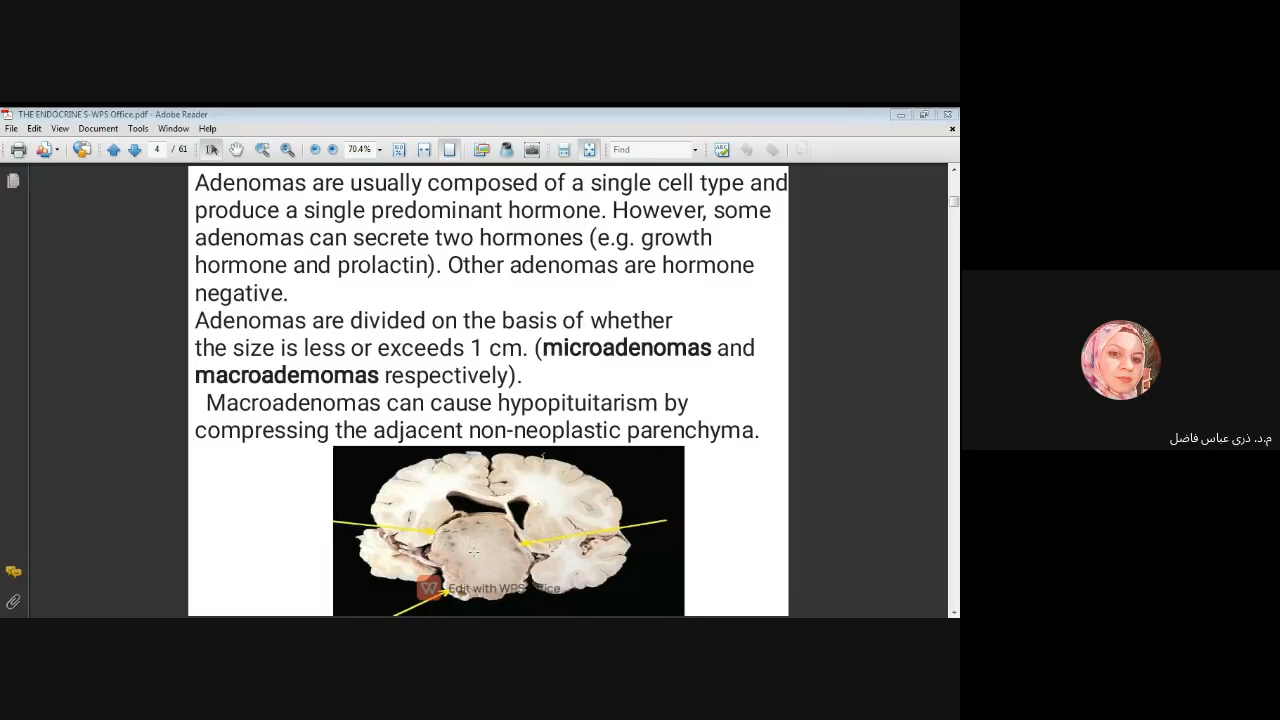 THE ENDOCRINE S-WPS Office.pdf - Adobe Reader
File Edit View Document Tools Window Help
4 / 61 70.4% Find
Adenomas are usually composed of a single cell type and
produce a single predominant hormone. However, some
adenomas can secrete two hormones (e.g. growth
hormone and prolactin). Other adenomas are hormone
negative.
Adenomas are divided on the basis of whether
the size is less or exceeds 1 cm. (microadenomas and
macroademomas respectively).
Macroadenomas can cause hypopituitarism by
compressing the adjacent non-neoplastic parenchyma.
Edit with WPS Office
م.د. ذرى عباس فاضل